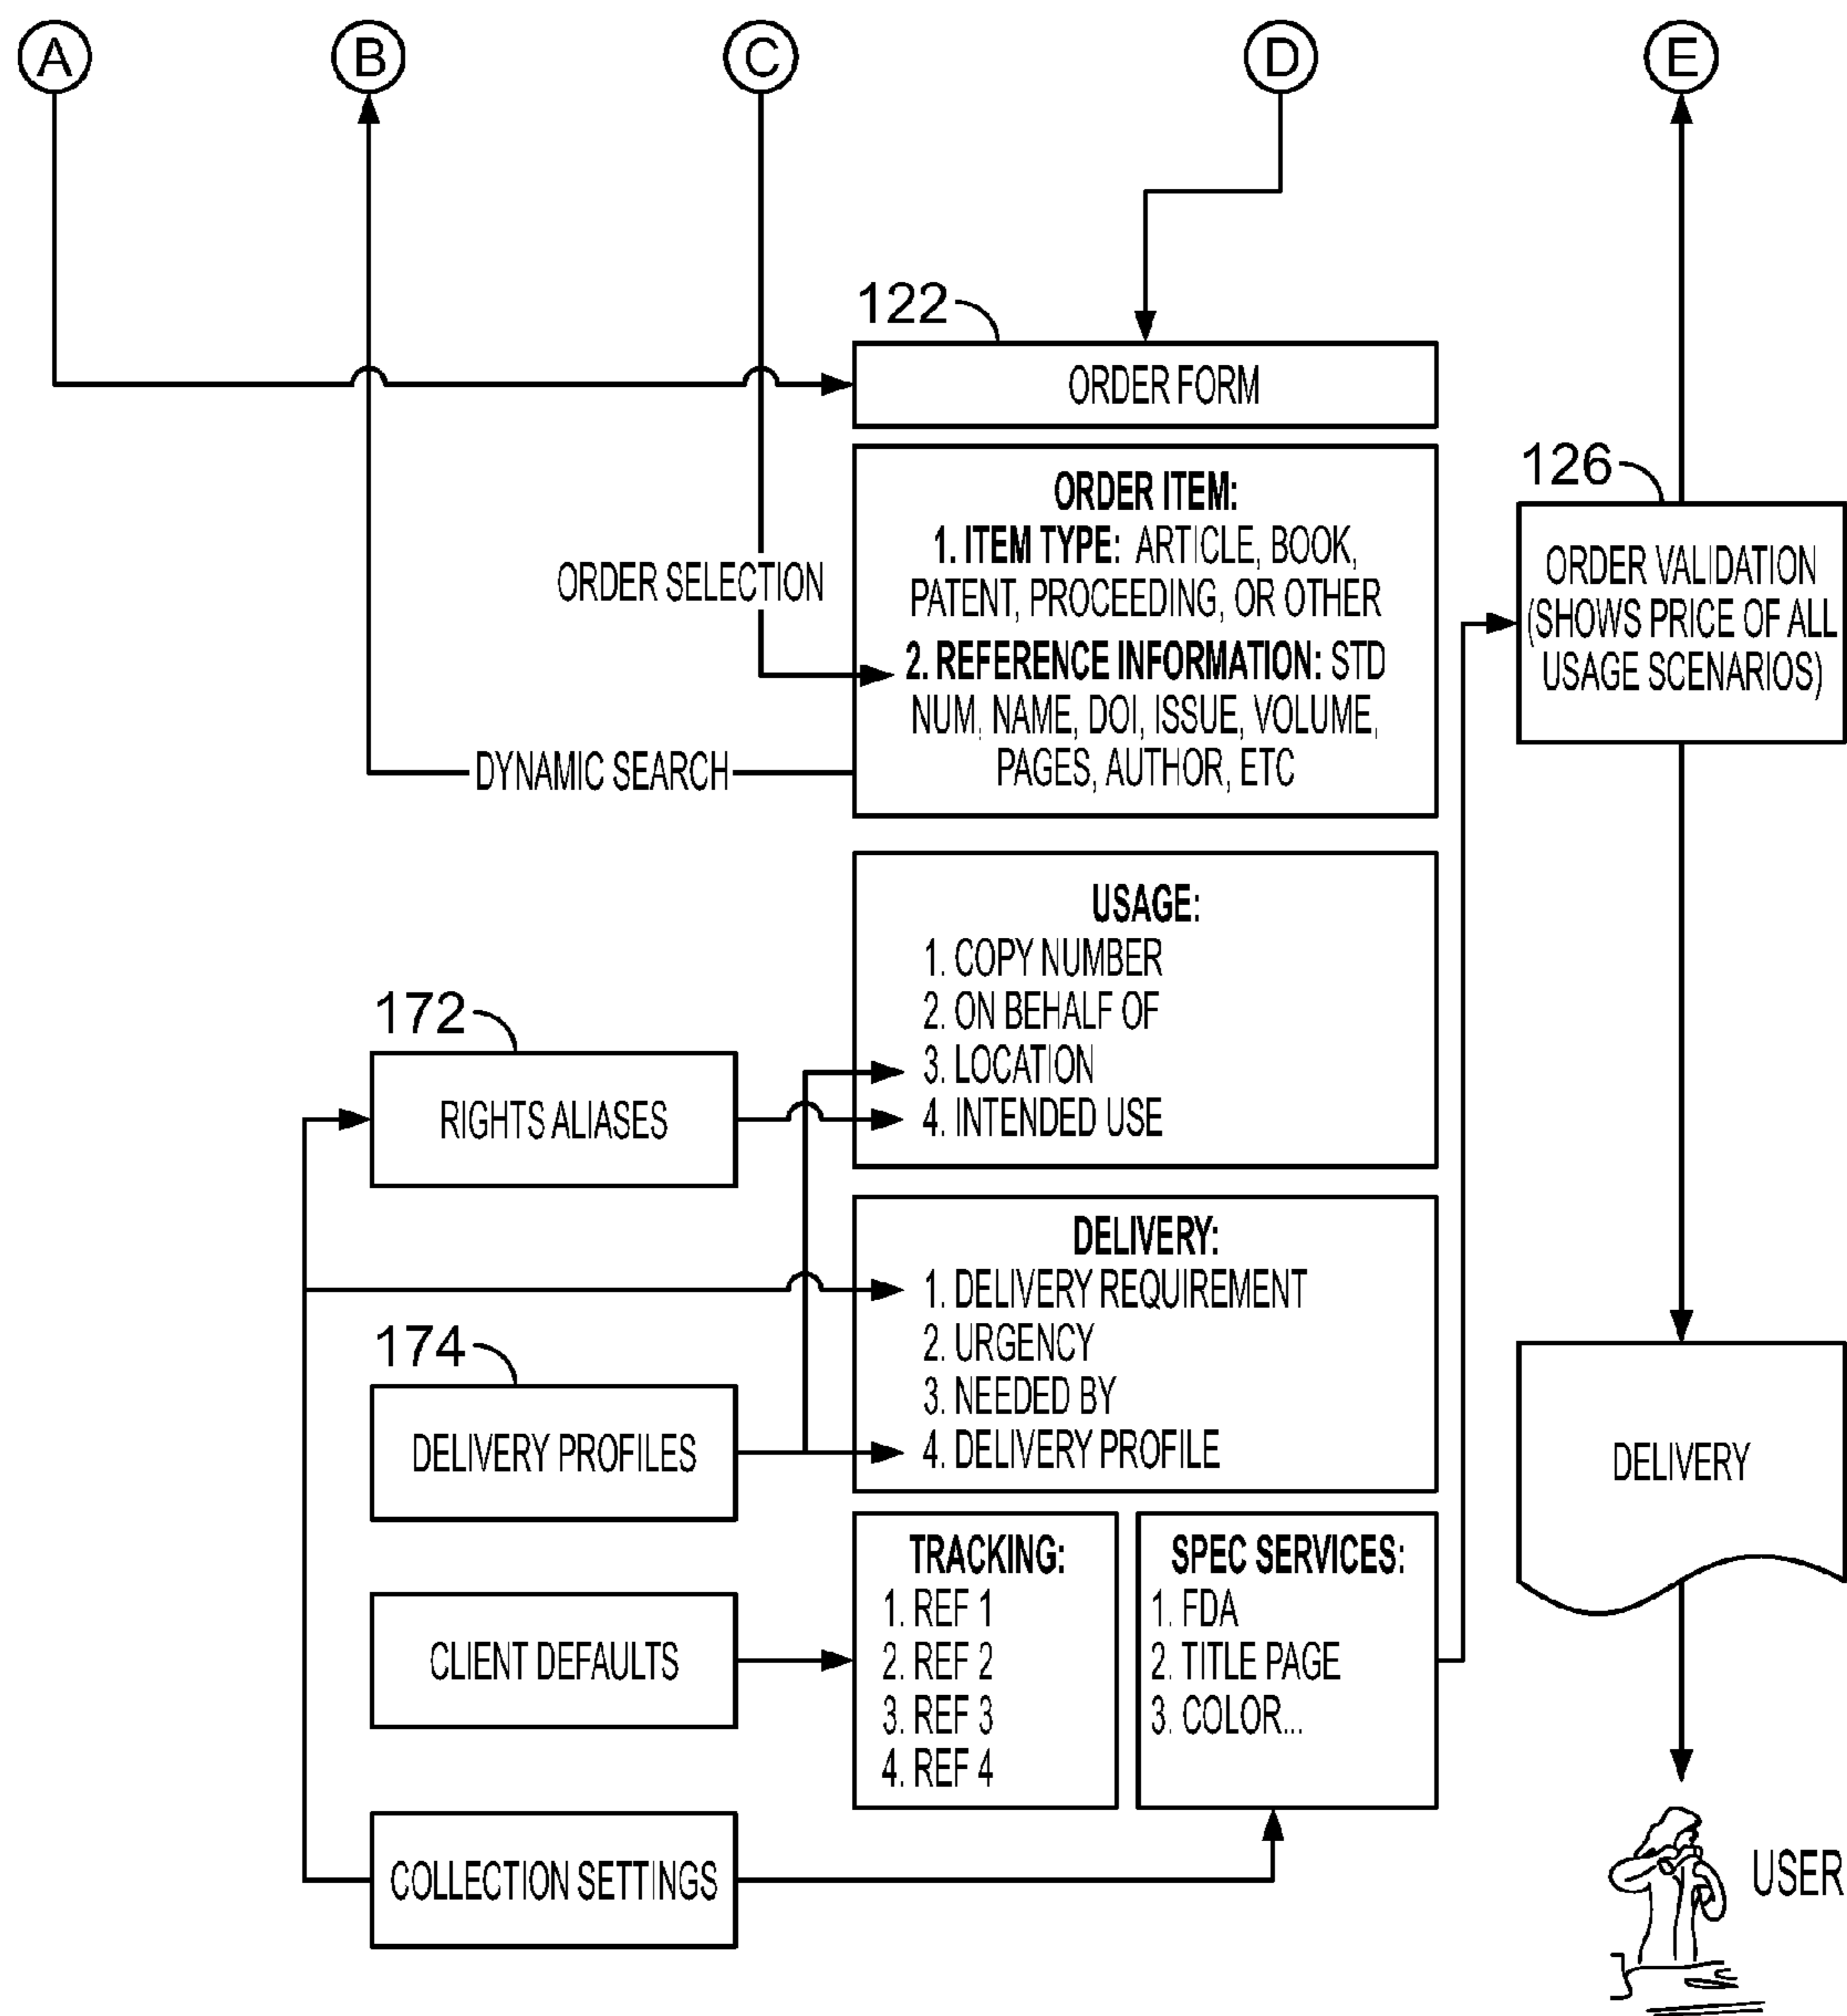 A
B
C
D
E
122
ORDER FORM
ORDER ITEM:
1. ITEM TYPE: ARTICLE, BOOK,
PATENT, PROCEEDING, OR OTHER
2. REFERENCE INFORMATION: STD
NUM, NAME, DOI, ISSUE, VOLUME,
PAGES, AUTHOR, ETC
ORDER SELECTION
DYNAMIC SEARCH
126
ORDER VALIDATION
(SHOWS PRICE OF ALL
USAGE SCENARIOS)
USAGE:
1. COPY NUMBER
2. ON BEHALF OF
3. LOCATION
4. INTENDED USE
172
RIGHTS ALIASES
DELIVERY:
1. DELIVERY REQUIREMENT
2. URGENCY
3. NEEDED BY
4. DELIVERY PROFILE
174
DELIVERY PROFILES
DELIVERY
TRACKING:
1. REF 1
2. REF 2
3. REF 3
4. REF 4
SPEC SERVICES:
1. FDA
2. TITLE PAGE
3. COLOR...
CLIENT DEFAULTS
COLLECTION SETTINGS
USER